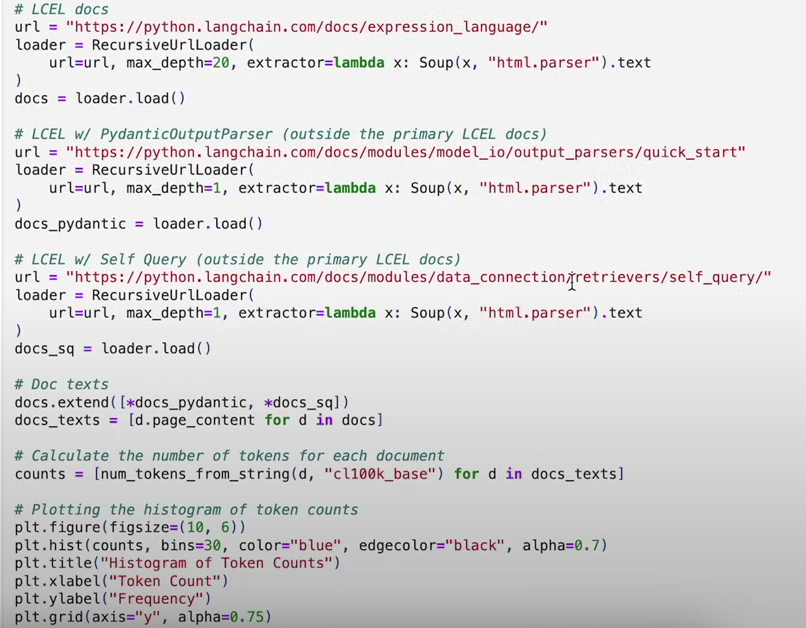 # LCEL docs
url = "https://python.langchain.com/docs/expression_language/"
loader = RecursiveUrlLoader(
    url=url, max_depth=20, extractor=lambda x: Soup(x, "html.parser").text
)
docs = loader.load()

# LCEL w/ PydanticOutputParser (outside the primary LCEL docs)
url = "https://python.langchain.com/docs/modules/model_io/output_parsers/quick_start"
loader = RecursiveUrlLoader(
    url=url, max_depth=1, extractor=lambda x: Soup(x, "html.parser").text
)
docs_pydantic = loader.load()

# LCEL w/ Self Query (outside the primary LCEL docs)
url = "https://python.langchain.com/docs/modules/data_connection/retrievers/self_query/"
loader = RecursiveUrlLoader(
    url=url, max_depth=1, extractor=lambda x: Soup(x, "html.parser").text
)
docs_sq = loader.load()

# Doc texts
docs.extend([*docs_pydantic, *docs_sq])
docs_texts = [d.page_content for d in docs]

# Calculate the number of tokens for each document
counts = [num_tokens_from_string(d, "cl100k_base") for d in docs_texts]

# Plotting the histogram of token counts
plt.figure(figsize=(10, 6))
plt.hist(counts, bins=30, color="blue", edgecolor="black", alpha=0.7)
plt.title("Histogram of Token Counts")
plt.xlabel("Token Count")
plt.ylabel("Frequency")
plt.grid(axis="y", alpha=0.75)